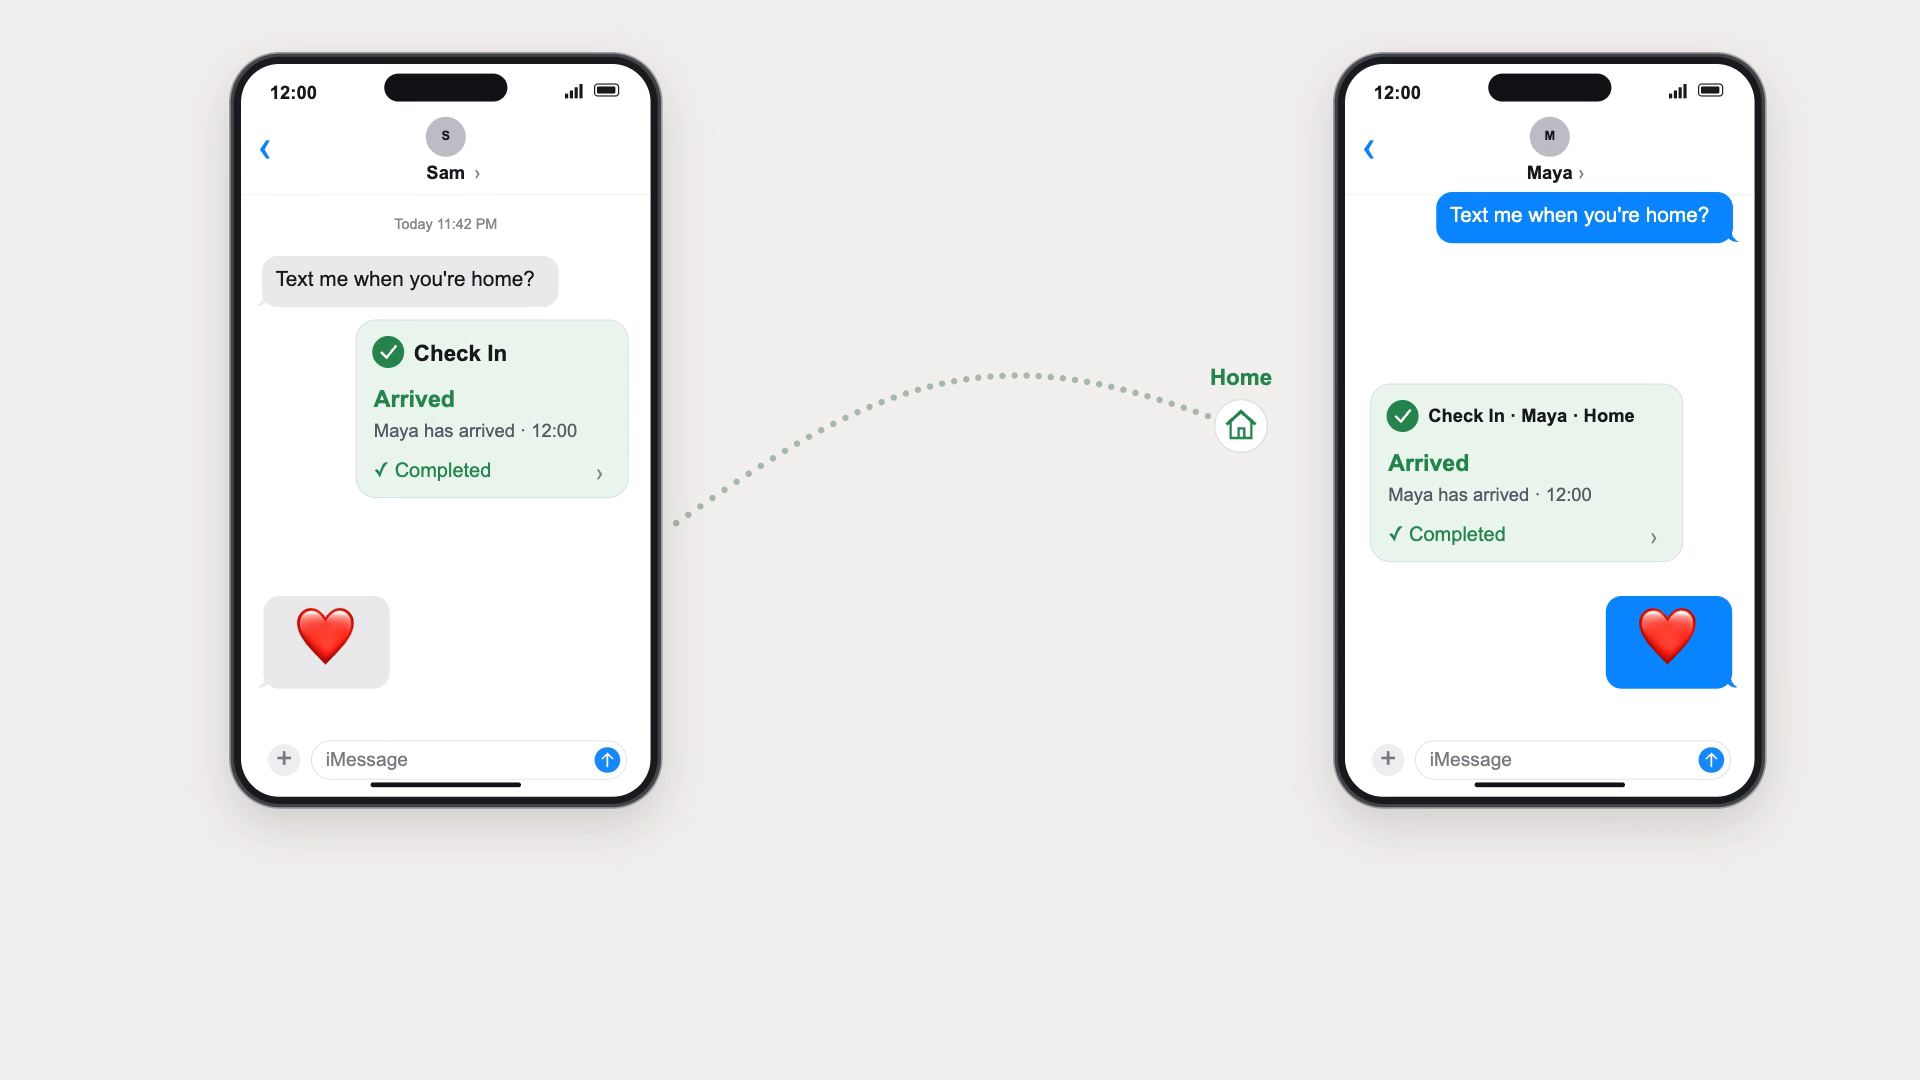 12:00
S
Sam ›
Today 11:42 PM
Text me when you're home?
Check In
Arrived
Maya has arrived · 12:00
✓ Completed ›
iMessage
Home
12:00
M
Maya ›
Text me when you're home?
Check In · Maya · Home
Arrived
Maya has arrived · 12:00
✓ Completed ›
iMessage